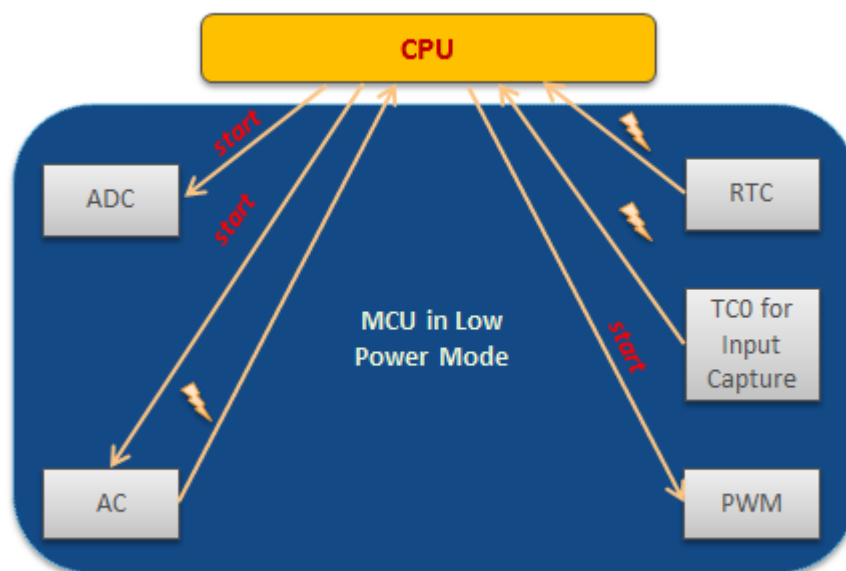 CPU
start
ADC
start
RTC
MCU in Low
Power Mode
start
TC0 for
Input
Capture
AC
PWM